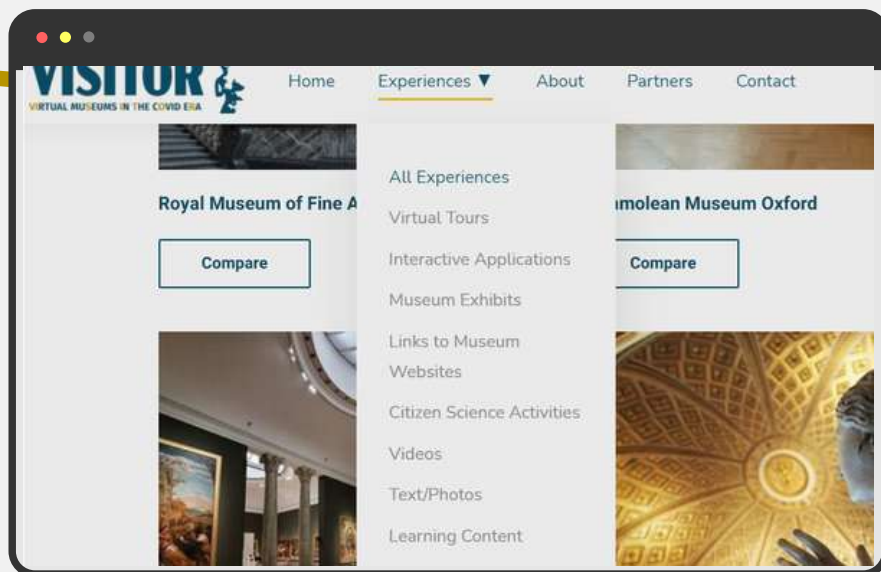 VISITOR
VIRTUAL MUSEUMS IN THE COVID ERA
Home Experiences ▼ About Partners Contact
All Experiences
Virtual Tours
Interactive Applications
Museum Exhibits
Links to Museum
Websites
Citizen Science Activities
Videos
Text/Photos
Learning Content
Royal Museum of Fine A
Compare
molean Museum Oxford
Compare